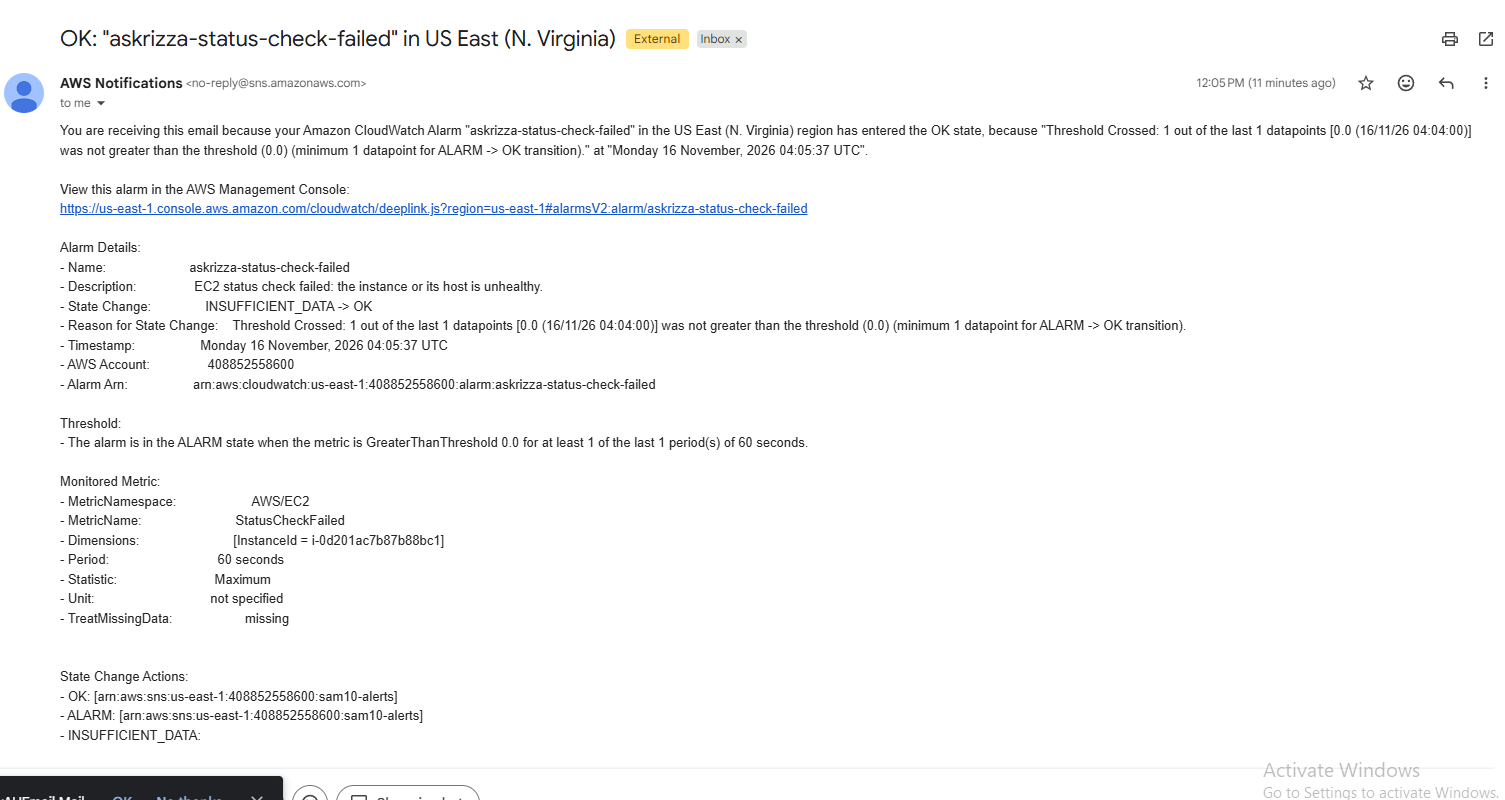 OK: "askrizza-status-check-failed" in US East (N. Virginia) External Inbox ×
AWS Notifications <no-reply@sns.amazonaws.com> 12:05 PM (11 minutes ago)
to me
You are receiving this email because your Amazon CloudWatch Alarm "askrizza-status-check-failed" in the US East (N. Virginia) region has entered the OK state, because "Threshold Crossed: 1 out of the last 1 datapoints [0.0 (16/11/26 04:04:00)]
was not greater than the threshold (0.0) (minimum 1 datapoint for ALARM -> OK transition)." at "Monday 16 November, 2026 04:05:37 UTC".
View this alarm in the AWS Management Console:
https://us-east-1.console.aws.amazon.com/cloudwatch/deeplink.js?region=us-east-1#alarmsV2:alarm/askrizza-status-check-failed
Alarm Details:
- Name: askrizza-status-check-failed
- Description: EC2 status check failed: the instance or its host is unhealthy.
- State Change: INSUFFICIENT_DATA -> OK
- Reason for State Change: Threshold Crossed: 1 out of the last 1 datapoints [0.0 (16/11/26 04:04:00)] was not greater than the threshold (0.0) (minimum 1 datapoint for ALARM -> OK transition).
- Timestamp: Monday 16 November, 2026 04:05:37 UTC
- AWS Account: 408852558600
- Alarm Arn: arn:aws:cloudwatch:us-east-1:408852558600:alarm:askrizza-status-check-failed
Threshold:
- The alarm is in the ALARM state when the metric is GreaterThanThreshold 0.0 for at least 1 of the last 1 period(s) of 60 seconds.
Monitored Metric:
- MetricNamespace: AWS/EC2
- MetricName: StatusCheckFailed
- Dimensions: [InstanceId = i-0d201ac7b87b88bc1]
- Period: 60 seconds
- Statistic: Maximum
- Unit: not specified
- TreatMissingData: missing
State Change Actions:
- OK: [arn:aws:sns:us-east-1:408852558600:sam10-alerts]
- ALARM: [arn:aws:sns:us-east-1:408852558600:sam10-alerts]
- INSUFFICIENT_DATA:
Activate Windows
Go to Settings to activate Windows.
OK No thanks